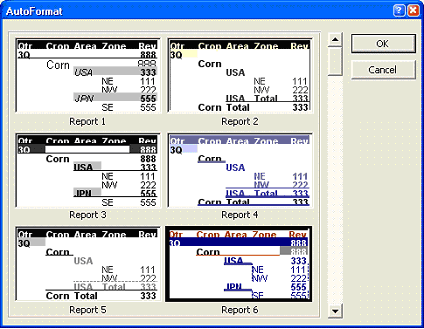 AutoFormat
Qtr Crop Area Zone Rev
3Q 888
Corn 888
USA 333
NE 111
NW 222
JPN 555
SE 555
Report 1
Qtr Crop Area Zone Rev
3Q
Corn
USA
NE 111
NW 222
USA Total 333
Corn Total 333
Report 2
OK
Cancel
Qtr Crop Area Zone Rev
3Q 888
Corn 888
USA 333
NE 111
NW 222
JPN 555
SE 555
Report 3
Qtr Crop Area Zone Rev
3Q
Corn
USA
NE 111
NW 222
USA Total 333
Corn Total 333
Report 4
Qtr Crop Area Zone Rev
3Q
Corn
USA
NE 111
NW 222
USA Total 333
Corn Total 333
Report 5
Qtr Crop Area Zone Rev
3Q 888
Corn 888
USA 333
NE 111
NW 222
JPN 555
SE 555
Report 6